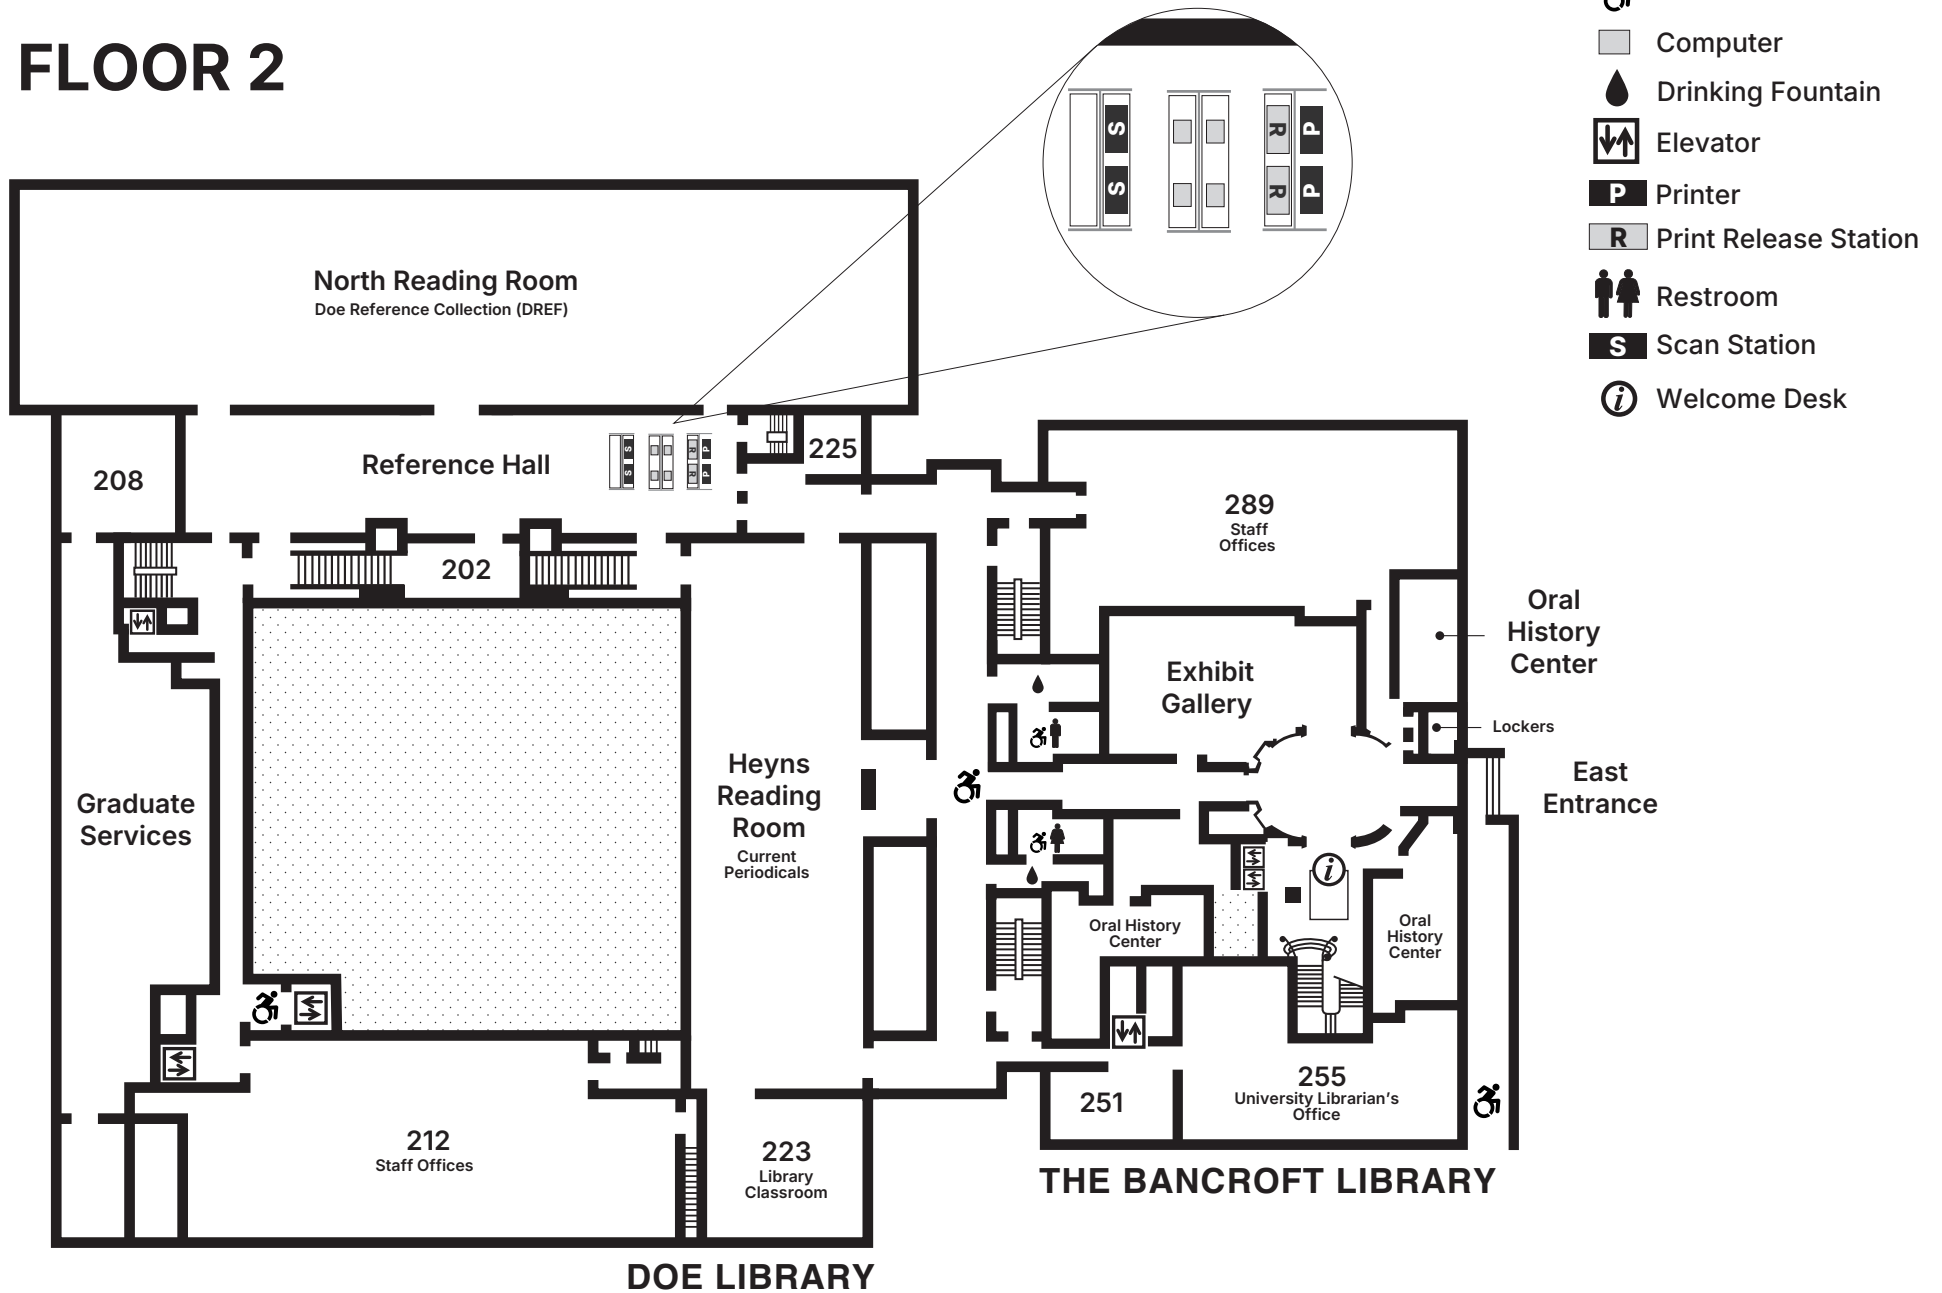 FLOOR 2
S
S
R
R
P
P
Computer
Drinking Fountain
Elevator
P Printer
R Print Release Station
Restroom
S Scan Station
i Welcome Desk
North Reading Room
Doe Reference Collection (DREF)
208
Reference Hall
S
S
R
R
P
P
225
202
289
Staff
Offices
Oral
History
Center
Exhibit
Gallery
Lockers
East
Entrance
Graduate
Services
Heyns
Reading
Room
Current
Periodicals
i
Oral History
Center
Oral
History
Center
212
Staff Offices
223
Library
Classroom
251
255
University Librarian’s
Office
THE BANCROFT LIBRARY
DOE LIBRARY